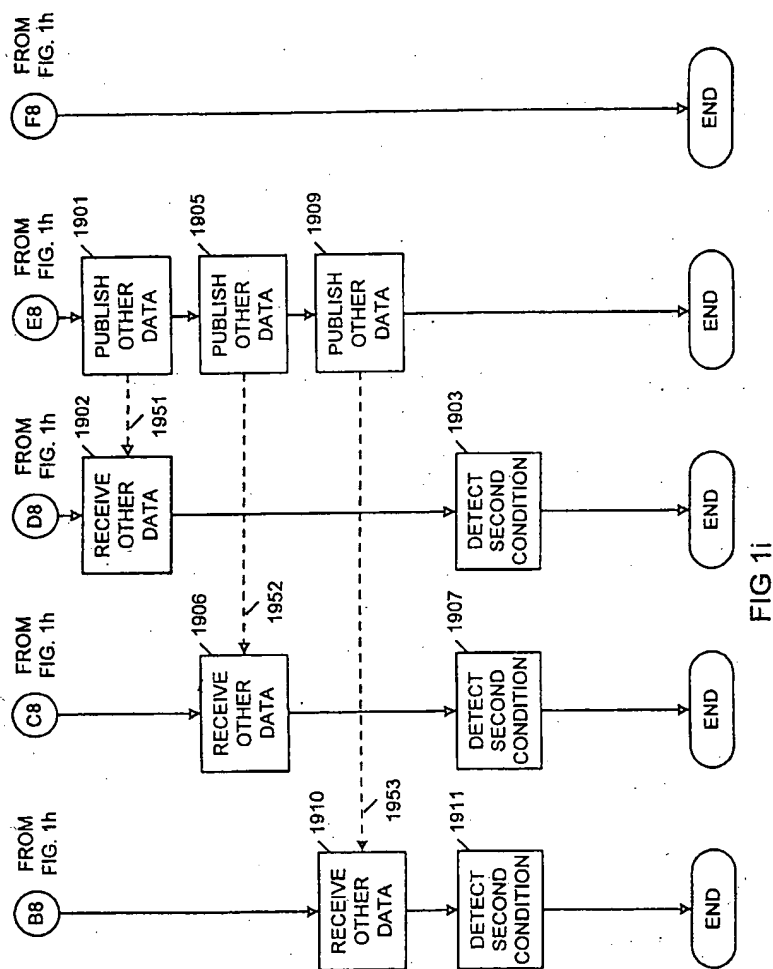 FROM
FIG. 1h
B8
FROM
FIG. 1h
C8
FROM
FIG. 1h
D8
FROM
FIG. 1h
E8
FROM
FIG. 1h
F8
1901
PUBLISH
OTHER
DATA
1902
RECEIVE
OTHER
DATA
1951
1905
PUBLISH
OTHER
DATA
1906
RECEIVE
OTHER
DATA
1952
1909
PUBLISH
OTHER
DATA
1910
RECEIVE
OTHER
DATA
1953
1911
DETECT
SECOND
CONDITION
1907
DETECT
SECOND
CONDITION
1903
DETECT
SECOND
CONDITION
END
END
END
END
END
FIG 1i